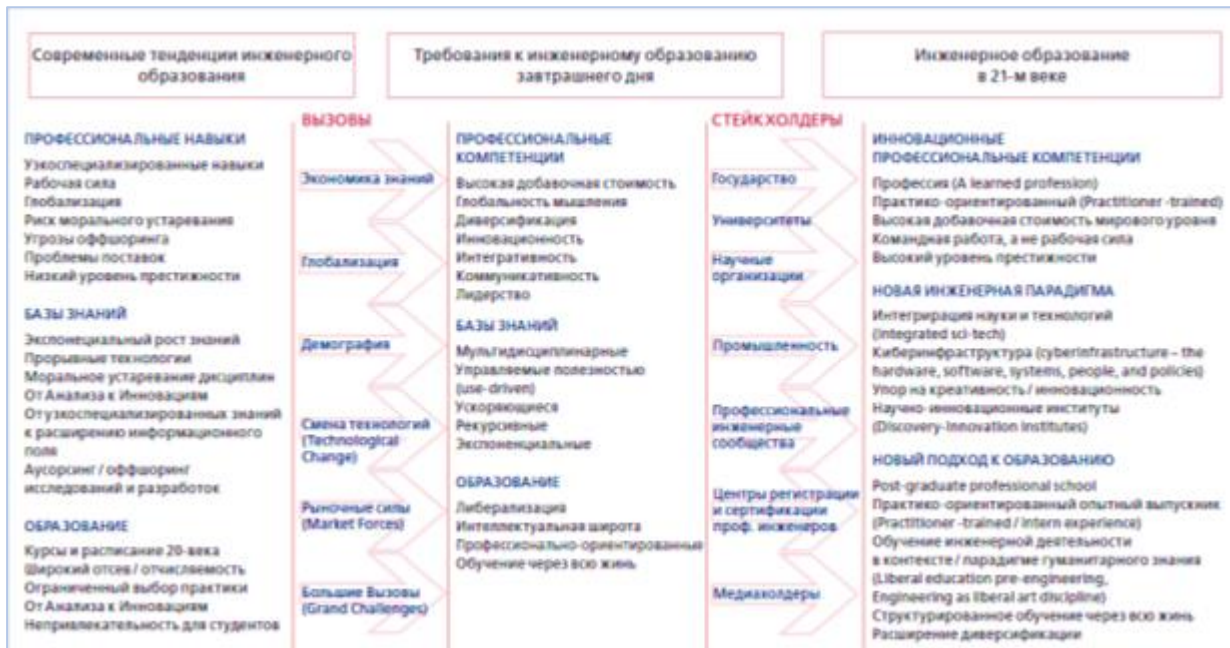 Современные тенденции инженерного
образования
Требования к инженерному образованию
завтрашнего дня
Инженерное образование
в 21-м веке
ПРОФЕССИОНАЛЬНЫЕ НАВЫКИ
Узкоспециализированные навыки
Рабочая сила
Глобализация
Риск морального устаревания
Угрозы оффшоринга
Проблемы поставок
Низкий уровень престижности
БАЗЫ ЗНАНИЙ
Экспонециальный рост знаний
Прорывные технологии
Моральное устаревание дисциплин
От Анализа к Инновациям
От узкоспециализированных знаний
к расширению информационного
поля
Аусорсинг / оффшоринг
исследований и разработок
ОБРАЗОВАНИЕ
Курсы и расписание 20-века
Широкий отсев / отчисляемость
Ограниченный выбор практики
От Анализа к Инновациям
Непривлекательность для студентов
ВЫЗОВЫ
Экономика знаний
Глобализация
Демография
Смена технологий
(Technological
Change)
Рыночные силы
(Market Forces)
Большие Вызовы
(Grand Challenges)
ПРОФЕССИОНАЛЬНЫЕ
КОМПЕТЕНЦИИ
Высокая добавочная стоимость
Глобальность мышления
Диверсификация
Инновационность
Интегративность
Коммуникативность
Лидерство
БАЗЫ ЗНАНИЙ
Мультидисциплинарные
Управляемые полезностью
(use-driven)
Ускоряющиеся
Рекурсивные
Экспоненциальные
ОБРАЗОВАНИЕ
Либерализация
Интеллектуальная широта
Профессионально-ориентированные
Обучение через всю жинь
СТЕЙКХОЛДЕРЫ
Государство
Университеты
Научные
организации
Промышленность
Профессиональные
инженерные
сообщества
Центры регистрации
и сертификации
проф. инженеров
Медиахолдеры
ИННОВАЦИОННЫЕ
ПРОФЕССИОНАЛЬНЫЕ КОМПЕТЕНЦИИ
Профессия (A learned profession)
Практико-ориентированный (Practitioner -trained)
Высокая добавочная стоимость мирового уровня
Командная работа, а не рабочая сила
Высокий уровень престижности
НОВАЯ ИНЖЕНЕРНАЯ ПАРАДИГМА
Интегрирация науки и технологий
(Integrated sci-tech)
Киберинфраструктура (cyberinfrastructure – the
hardware, software, systems, people, and policies)
Упор на креативность / инновационность
Научно-инновационные институты
(Discovery-Innovation Institutes)
НОВЫЙ ПОДХОД К ОБРАЗОВАНИЮ
Post-graduate professional school
Практико-ориентированный опытный выпускник
(Practitioner -trained / intern experience)
Обучение инженерной деятельности
в контексте / парадигме гуманитарного знания
(Liberal education pre-engineering,
Engineering as liberal art discipline)
Структурированное обучение через всю жинь
Расширение диверсификации